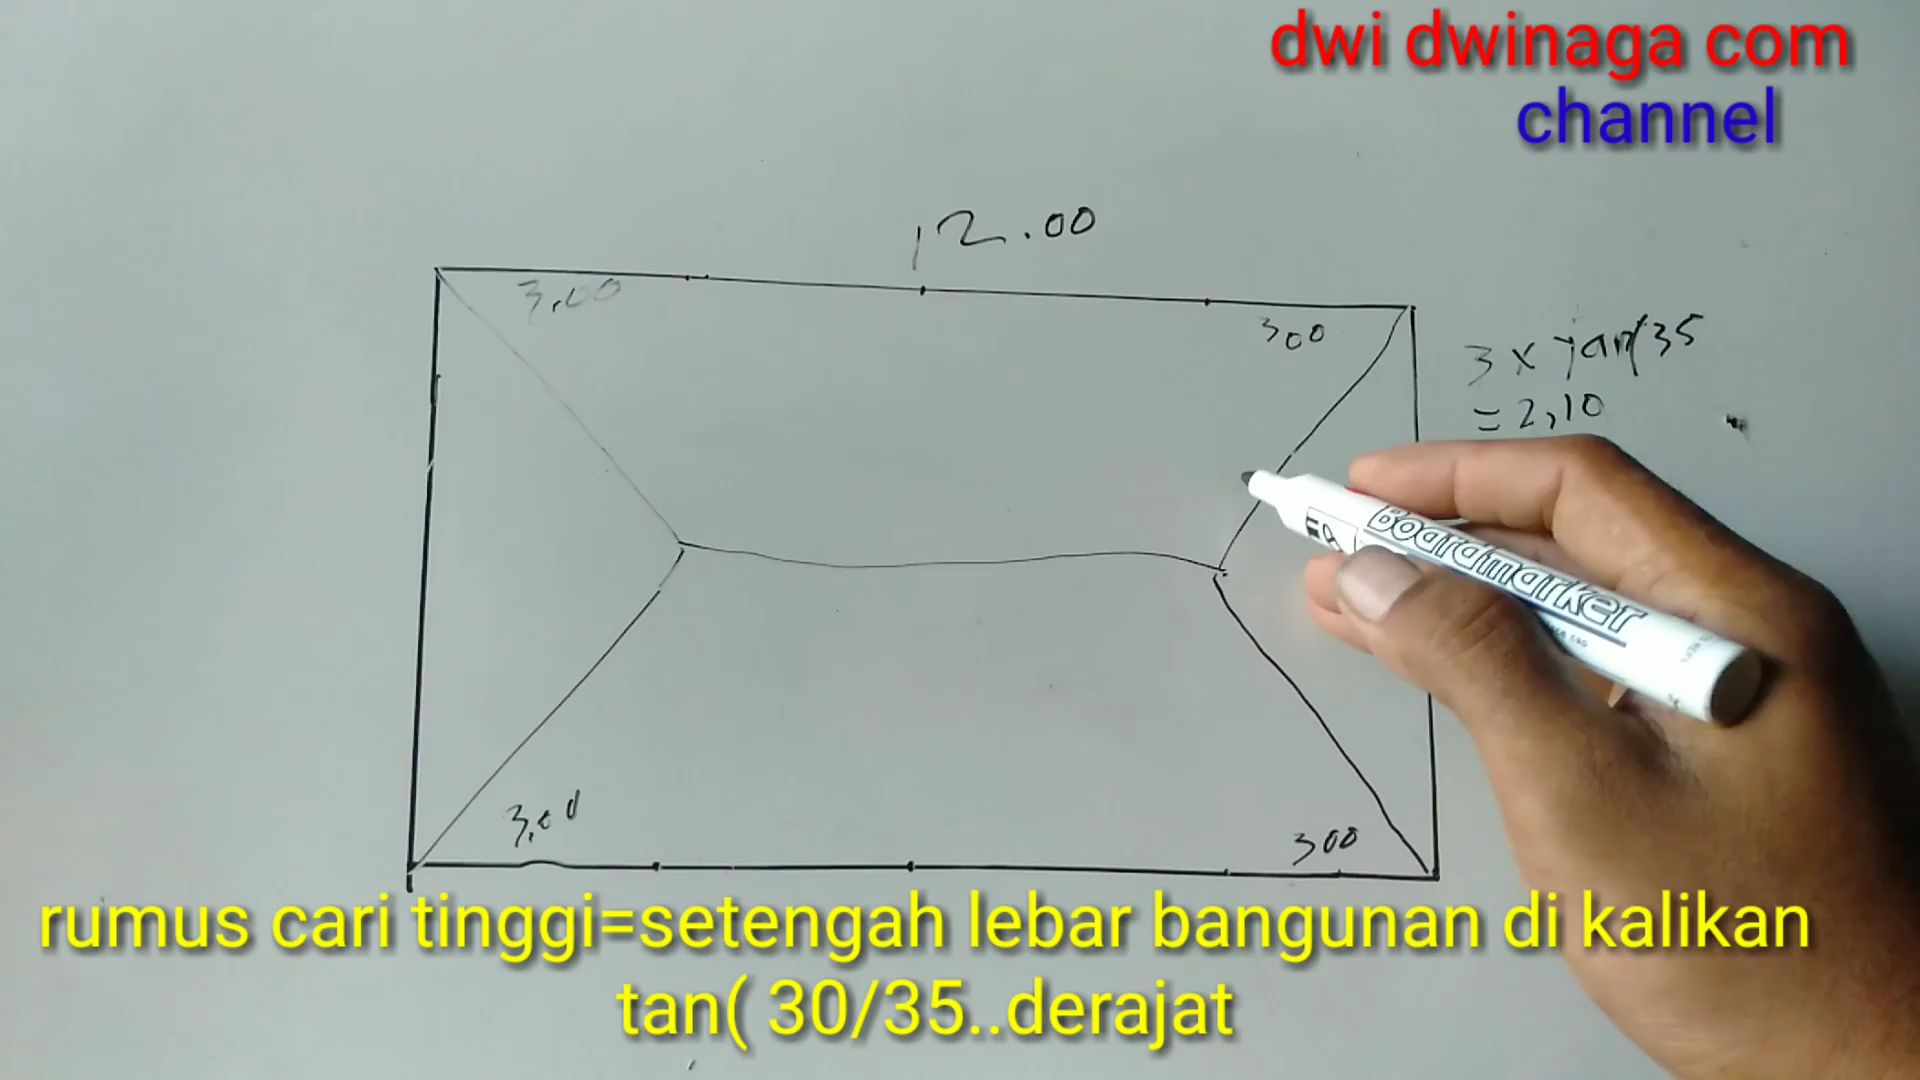 dwi dwinaga com
channel
12.00
3,00
300
3 x tan(35
= 2,10
Boardmarker
3,00
300
rumus cari tinggi=setengah lebar bangunan di kalikan
tan( 30/35..derajat